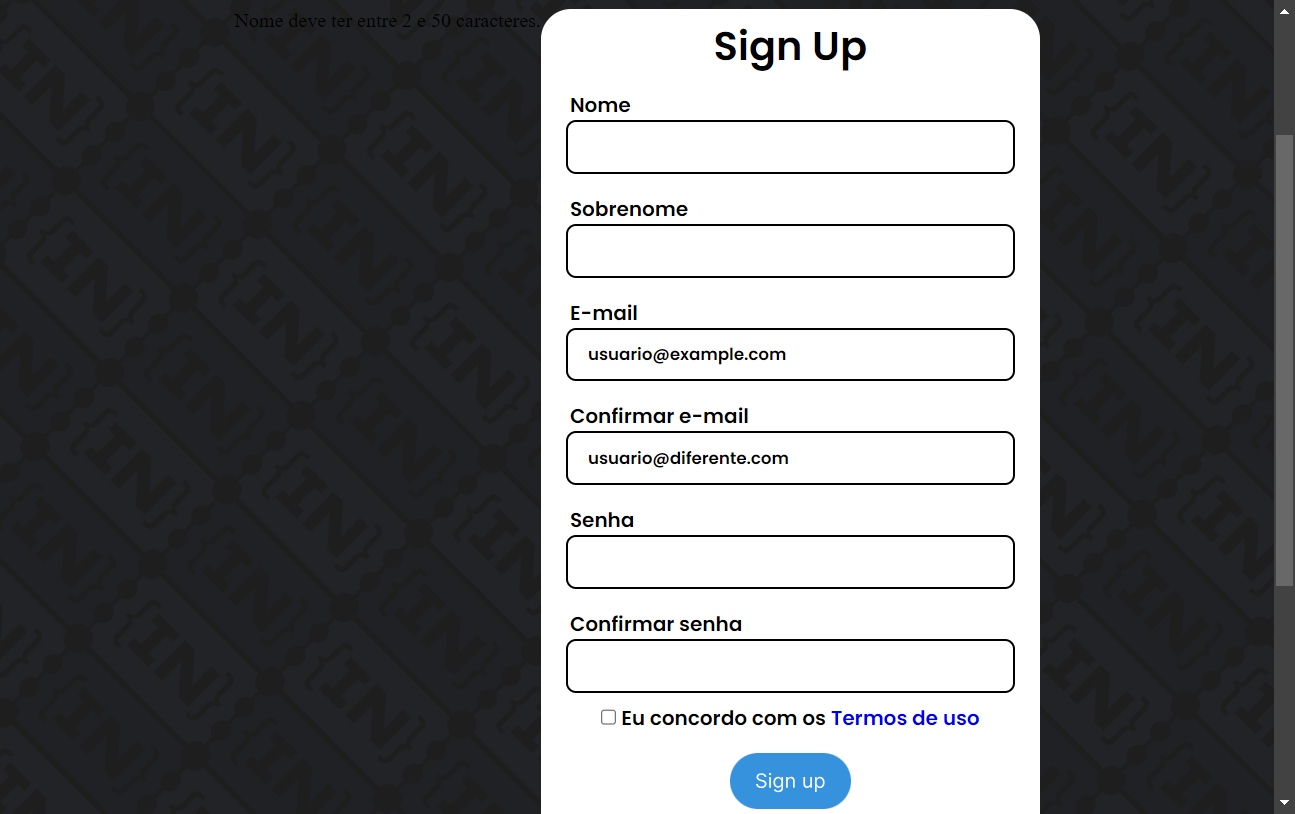 Nome deve ter entre 2 e 50 caracteres.
Sign Up
Nome
Sobrenome
E-mail
usuario@example.com
Confirmar e-mail
usuario@diferente.com
Senha
Confirmar senha
Eu concordo com os Termos de uso
Sign up
{IN}